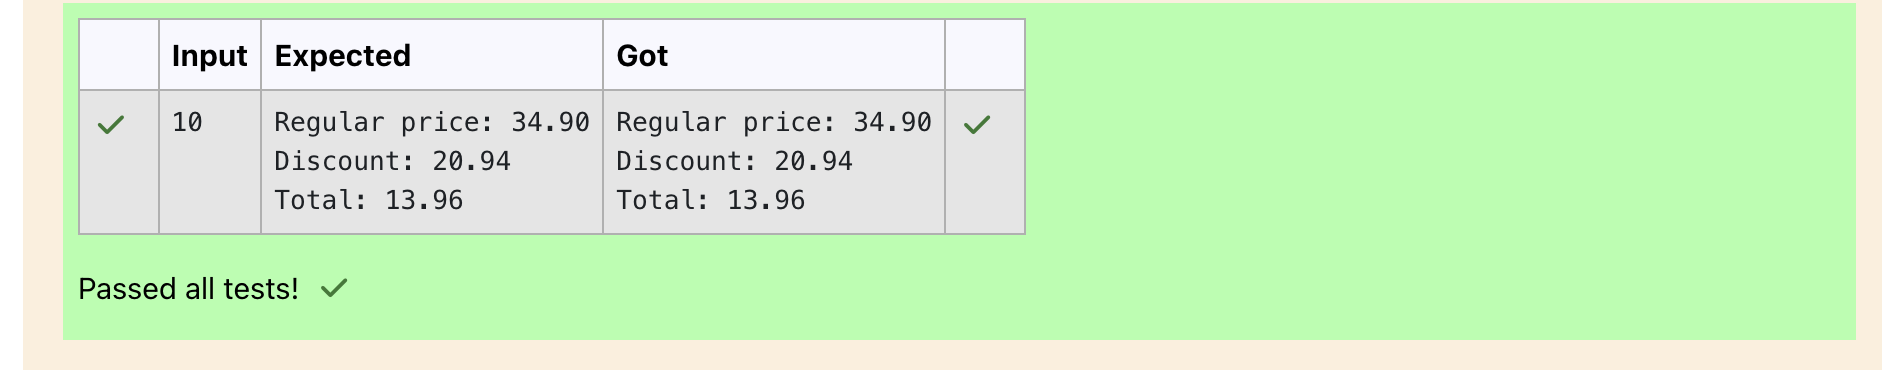 Input Expected Got
10 Regular price: 34.90 Regular price: 34.90
Discount: 20.94 Discount: 20.94
Total: 13.96 Total: 13.96
Passed all tests!